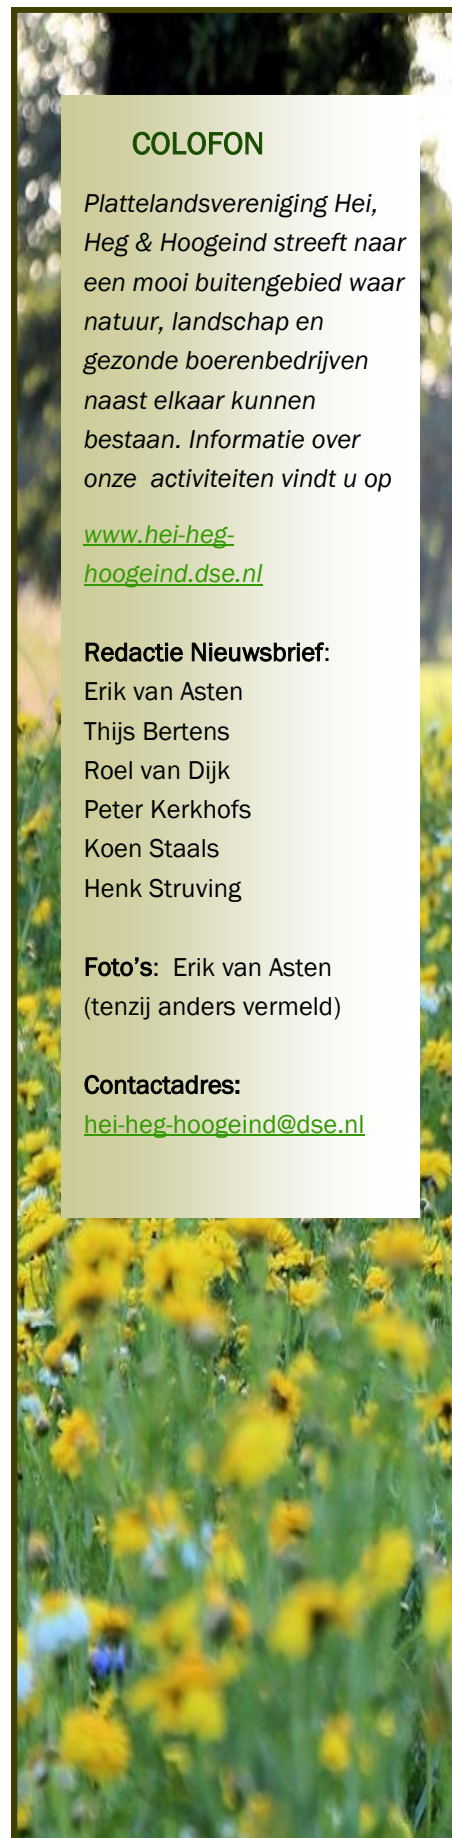 COLOFON
Plattelandsvereniging Hei,
Heg & Hoogeind streeft naar
een mooi buitengebied waar
natuur, landschap en
gezonde boerenbedrijven
naast elkaar kunnen
bestaan. Informatie over
onze  activiteiten vindt u op
www.hei-heg-
hoogeind.dse.nl
Redactie Nieuwsbrief:
Erik van Asten
Thijs Bertens
Roel van Dijk
Peter Kerkhofs
Koen Staals
Henk Struving
Foto’s:  Erik van Asten
(tenzij anders vermeld)
Contactadres:
hei-heg-hoogeind@dse.nl